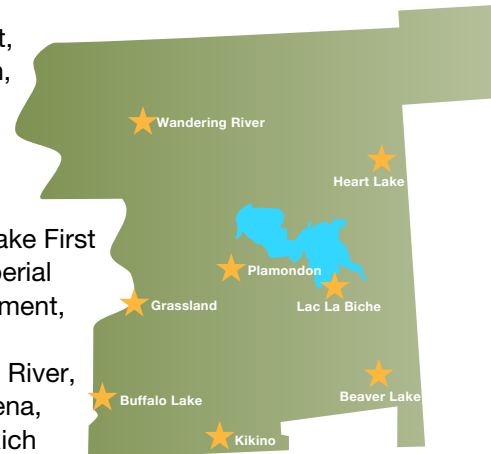 t,
,
ake First
erial
ment,
River,
ena,
ich
Wandering River
Heart Lake
Plamondon
Grassland
Lac La Biche
Buffalo Lake
Beaver Lake
Kikino